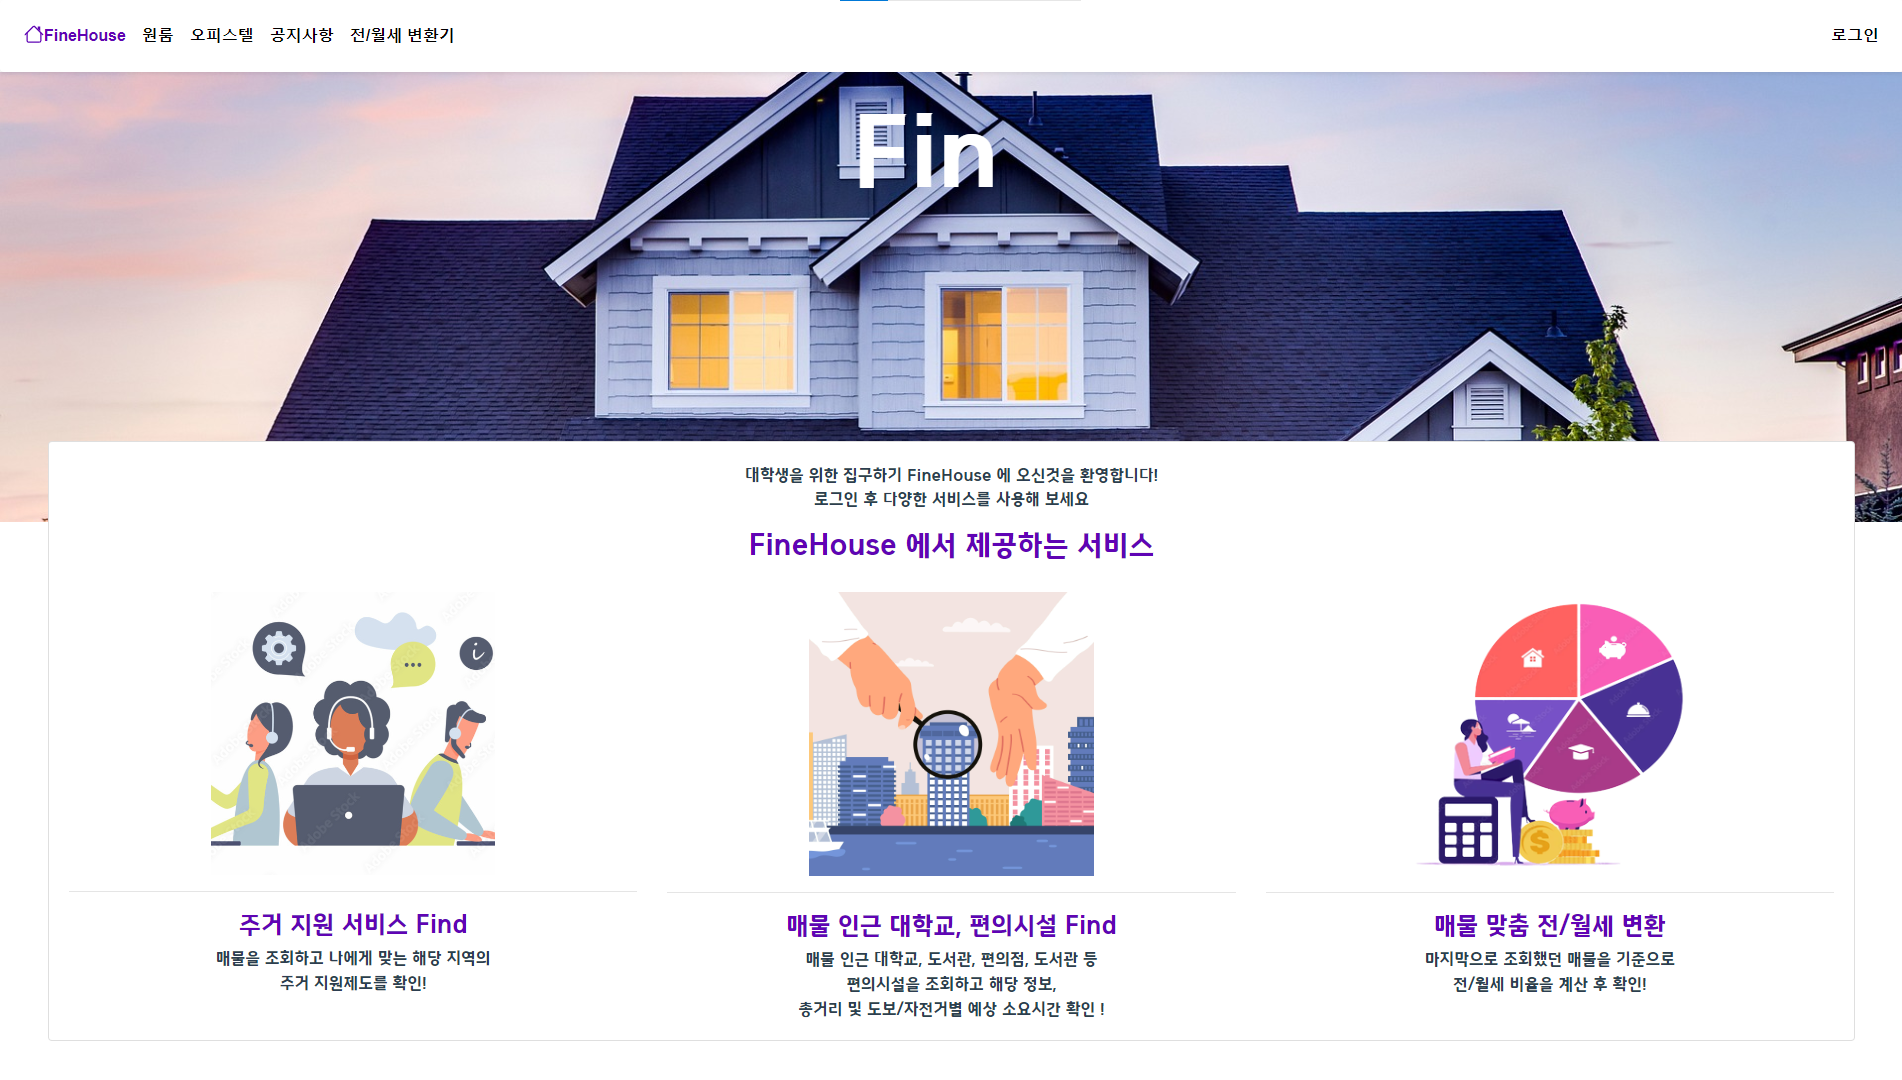 FineHouse 원룸 오피스텔 공지사항 전/월세 변환기 로그인
Fin
대학생을 위한 집구하기 FineHouse 에 오신것을 환영합니다!
로그인 후 다양한 서비스를 사용해 보세요
FineHouse 에서 제공하는 서비스
주거 지원 서비스 Find
매물을 조회하고 나에게 맞는 해당 지역의
주거 지원제도를 확인!
매물 인근 대학교, 편의시설 Find
매물 인근 대학교, 도서관, 편의점, 도서관 등
편의시설을 조회하고 해당 정보,
총거리 및 도보/자전거별 예상 소요시간 확인 !
매물 맞춤 전/월세 변환
마지막으로 조회했던 매물을 기준으로
전/월세 비율을 계산 후 확인!